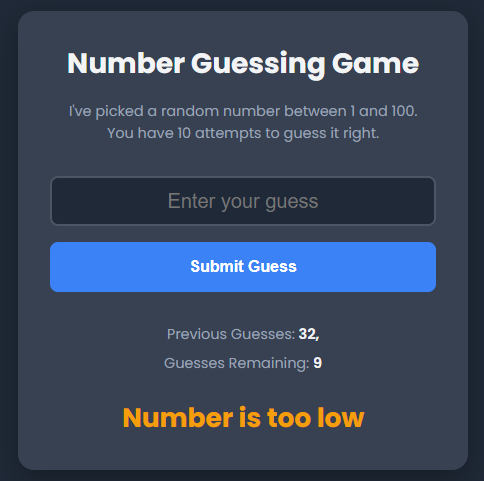 Number Guessing Game
I've picked a random number between 1 and 100.
You have 10 attempts to guess it right.
Enter your guess
Submit Guess
Previous Guesses: 32,
Guesses Remaining: 9
Number is too low